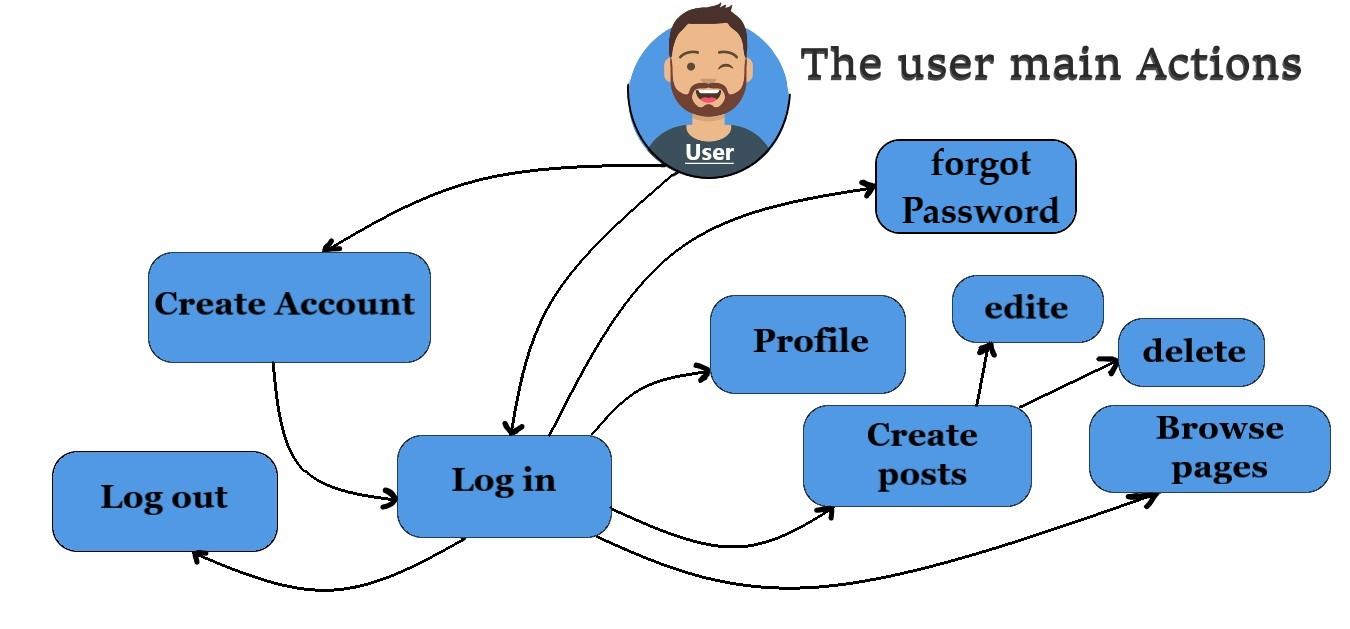 The user main Actions
User
forgot
Password
Create Account
Profile
edite
delete
Create
posts
Browse
pages
Log in
Log out